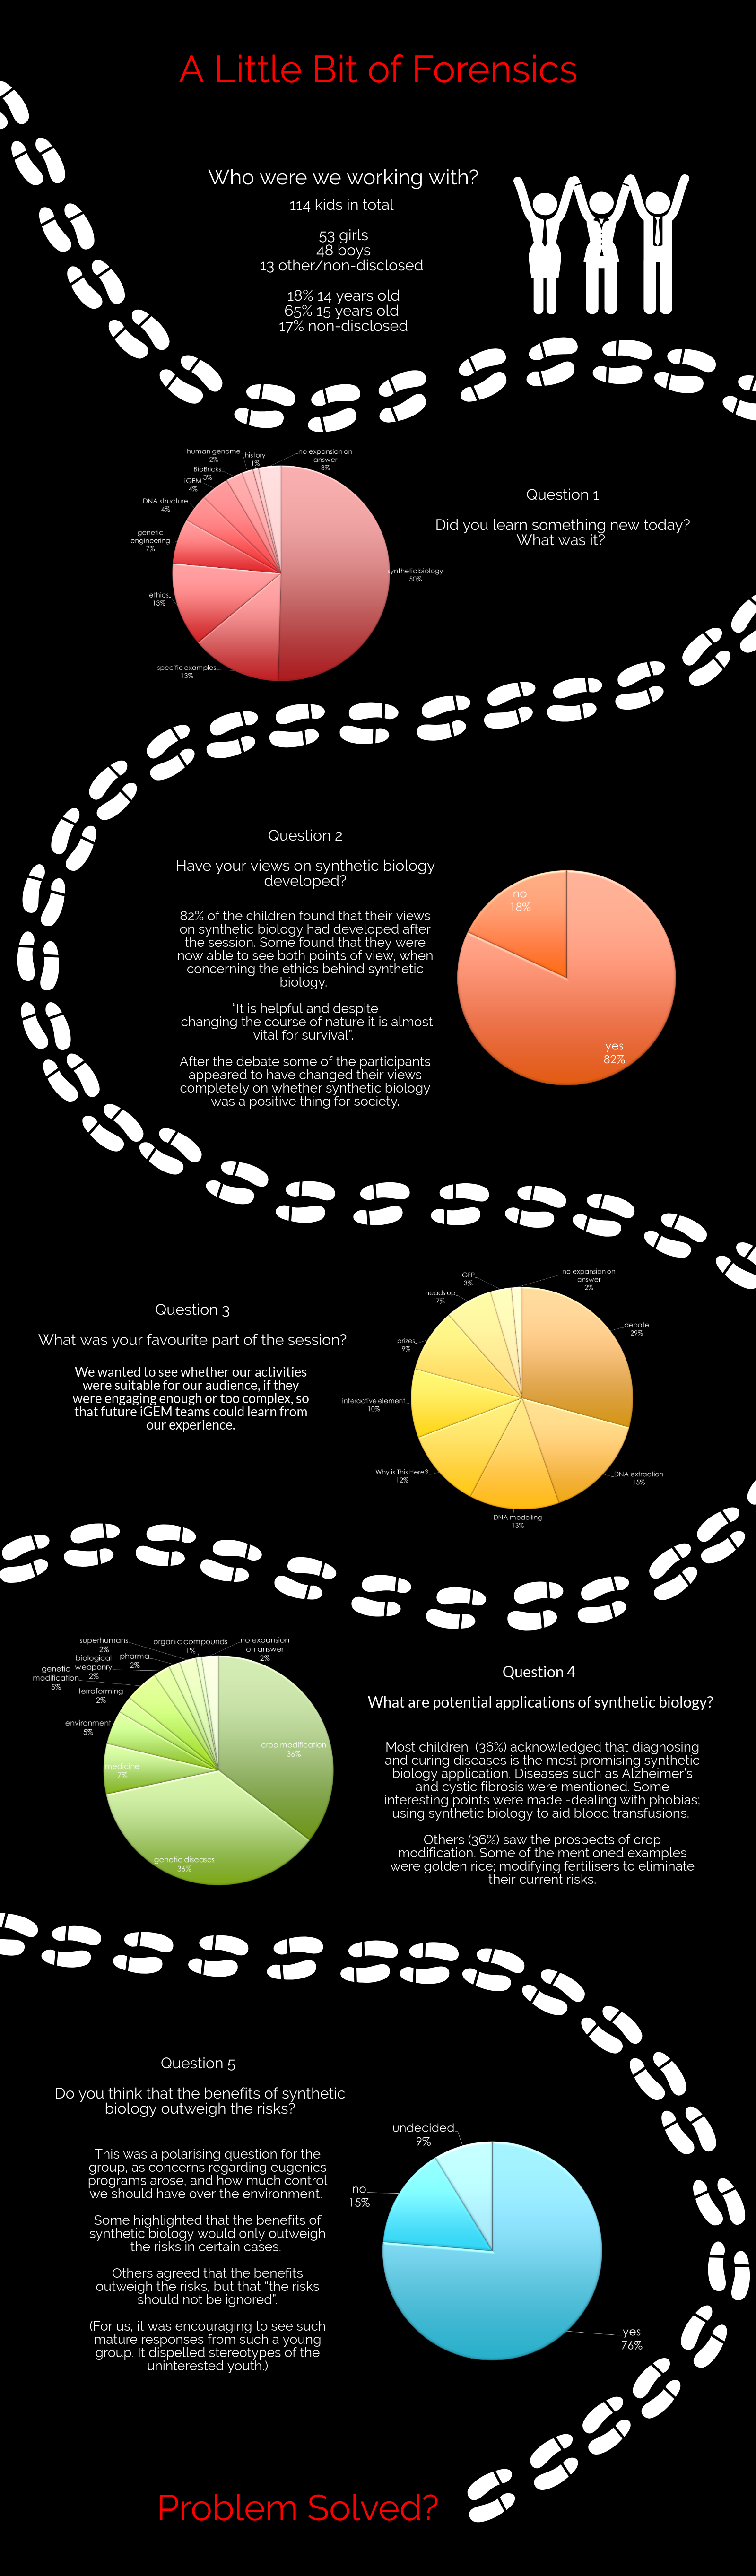 A Little Bit of Forensics
Who were we working with?
114 kids in total
53 girls
48 boys
13 other/non-disclosed
18% 14 years old
65% 15 years old
17% non-disclosed
human genome
2%
history
1%
no expansion on
answer
3%
BioBricks
3%
iGEM
4%
DNA structure
4%
genetic
engineering
7%
ethics
13%
specific examples
13%
synthetic biology
50%
Question 1
Did you learn something new today?
What was it?
Question 2
Have your views on synthetic biology
developed?
82% of the children found that their views
on synthetic biology had developed after
the session. Some found that they were
now able to see both points of view, when
concerning the ethics behind synthetic
biology.
"It is helpful and despite
changing the course of nature it is almost
vital for survival".
After the debate some of the participants
appeared to have changed their views
completely on whether synthetic biology
was a positive thing for society.
no
18%
yes
82%
Question 3
What was your favourite part of the session?
We wanted to see whether our activities
were suitable for our audience, if they
were engaging enough or too complex, so
that future iGEM teams could learn from
our experience.
GFP
3%
no expansion on
answer
2%
heads up
7%
debate
29%
prizes
9%
interactive element
10%
Why is This Here?
12%
DNA extraction
15%
DNA modelling
13%
superhumans
2%
organic compounds
1%
no expansion
on answer
2%
biological
weaponry
2%
pharma
2%
genetic
modification
5%
terraforming
2%
environment
5%
medicine
7%
crop modification
36%
genetic diseases
36%
Question 4
What are potential applications of synthetic biology?
Most children  (36%) acknowledged that diagnosing
and curing diseases is the most promising synthetic
biology application. Diseases such as Alzheimer's
and cystic fibrosis were mentioned. Some
interesting points were made -dealing with phobias;
using synthetic biology to aid blood transfusions.
Others (36%) saw the prospects of crop
modification. Some of the mentioned examples
were golden rice; modifying fertilisers to eliminate
their current risks.
Question 5
Do you think that the benefits of synthetic
biology outweigh the risks?
This was a polarising question for the
group, as concerns regarding eugenics
programs arose, and how much control
we should have over the environment.
Some highlighted that the benefits of
synthetic biology would only outweigh
the risks in certain cases.
Others agreed that the benefits
outweigh the risks, but that "the risks
should not be ignored".
(For us, it was encouraging to see such
mature responses from such a young
group. It dispelled stereotypes of the
uninterested youth.)
undecided
9%
no
15%
yes
76%
Problem Solved?